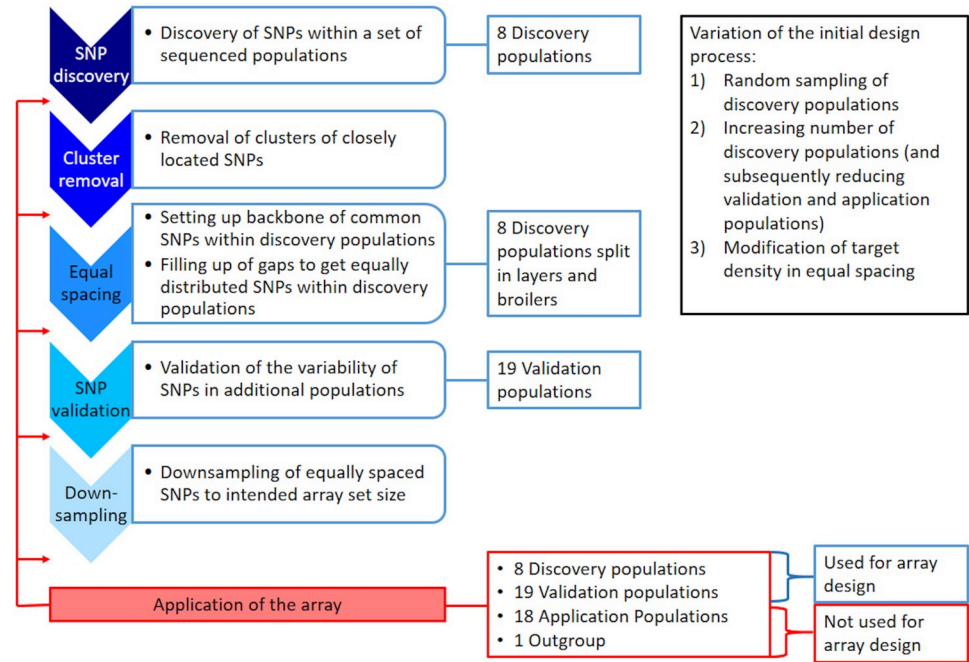 SNP
discovery
• Discovery of SNPs within a set of
sequenced populations
8 Discovery
populations
Cluster
removal
• Removal of clusters of closely
located SNPs
Equal
spacing
• Setting up backbone of common
SNPs within discovery populations
• Filling up of gaps to get equally
distributed SNPs within discovery
populations
8 Discovery
populations split
in layers and
broilers
SNP
validation
• Validation of the variability of
SNPs in additional populations
19 Validation
populations
Down-
sampling
• Downsampling of equally spaced
SNPs to intended array set size
Application of the array
• 8 Discovery populations
• 19 Validation populations
• 18 Application Populations
• 1 Outgroup
Used for array
design
Not used for
array design
Variation of the initial design
process:
1) Random sampling of
discovery populations
2) Increasing number of
discovery populations (and
subsequently reducing
validation and application
populations)
3) Modification of target
density in equal spacing